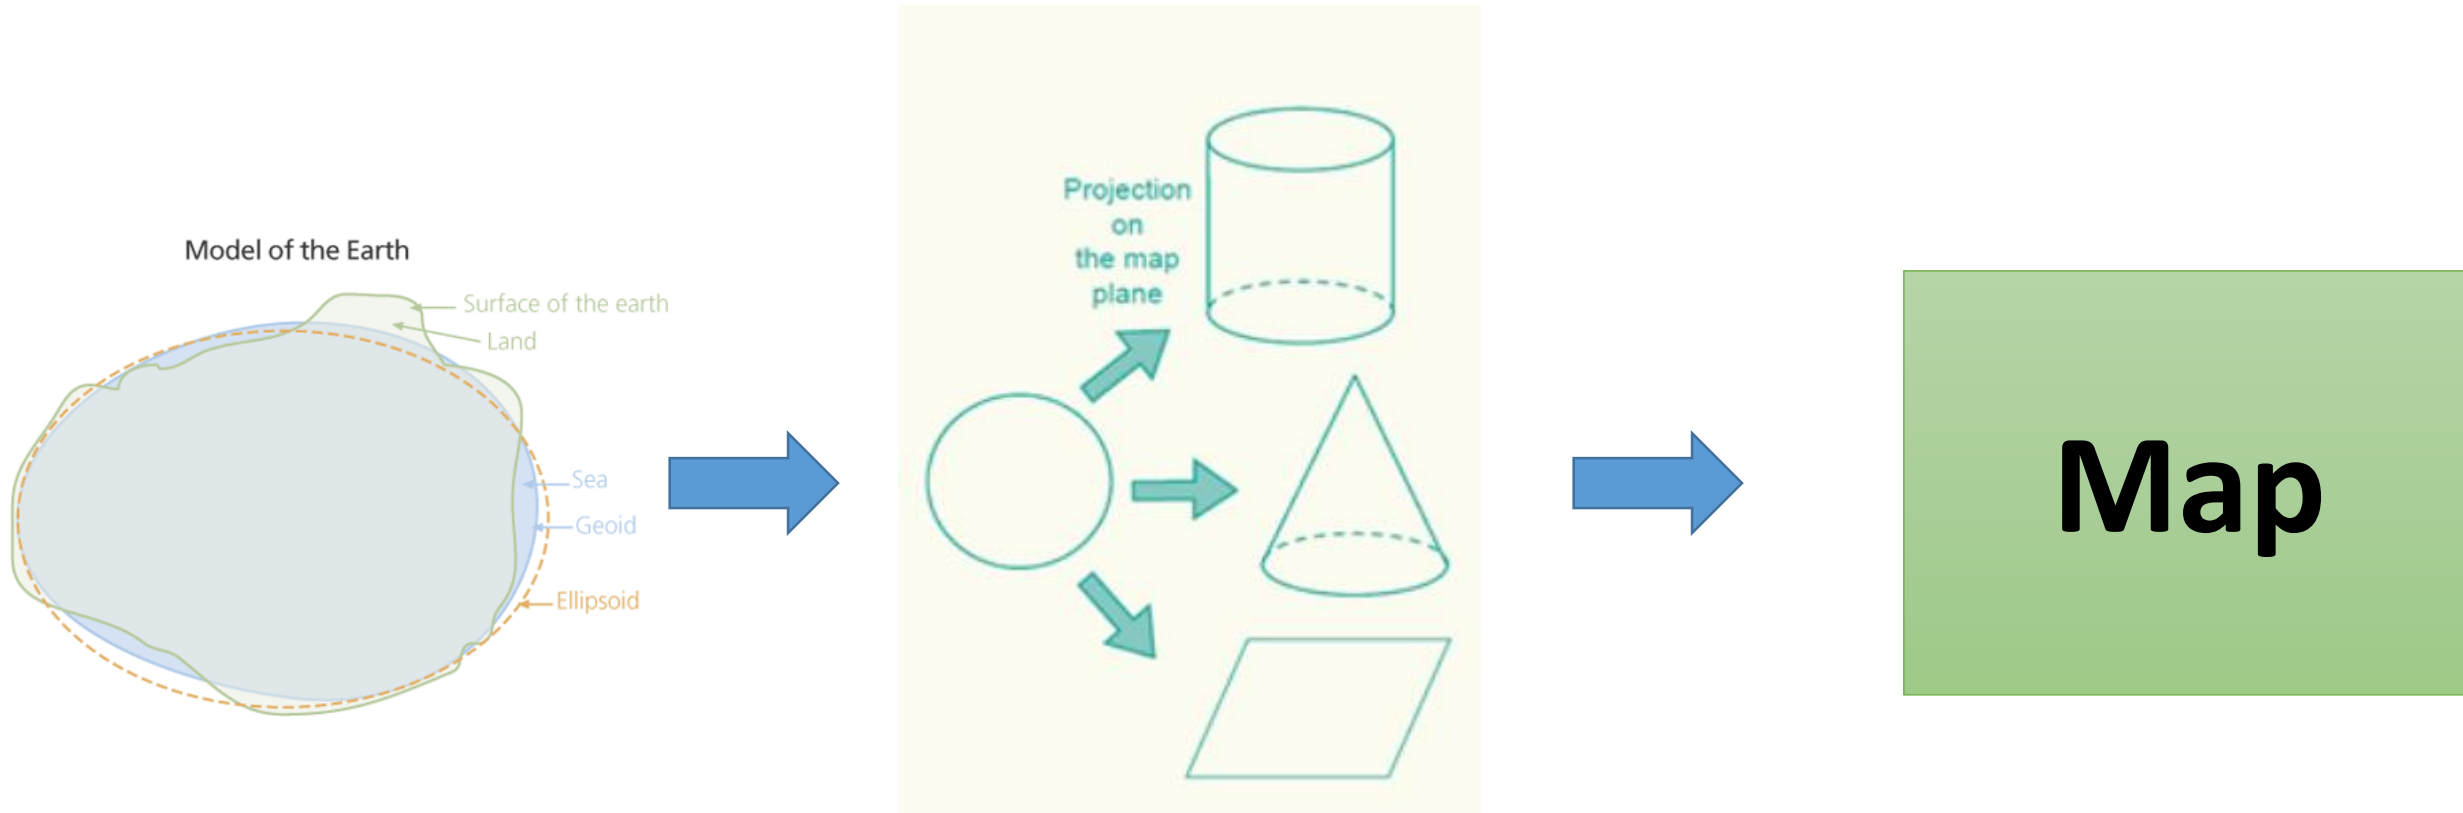 Model of the Earth
Surface of the earth
Land
Sea
Geoid
Ellipsoid
Projection
on
the map
plane
Map